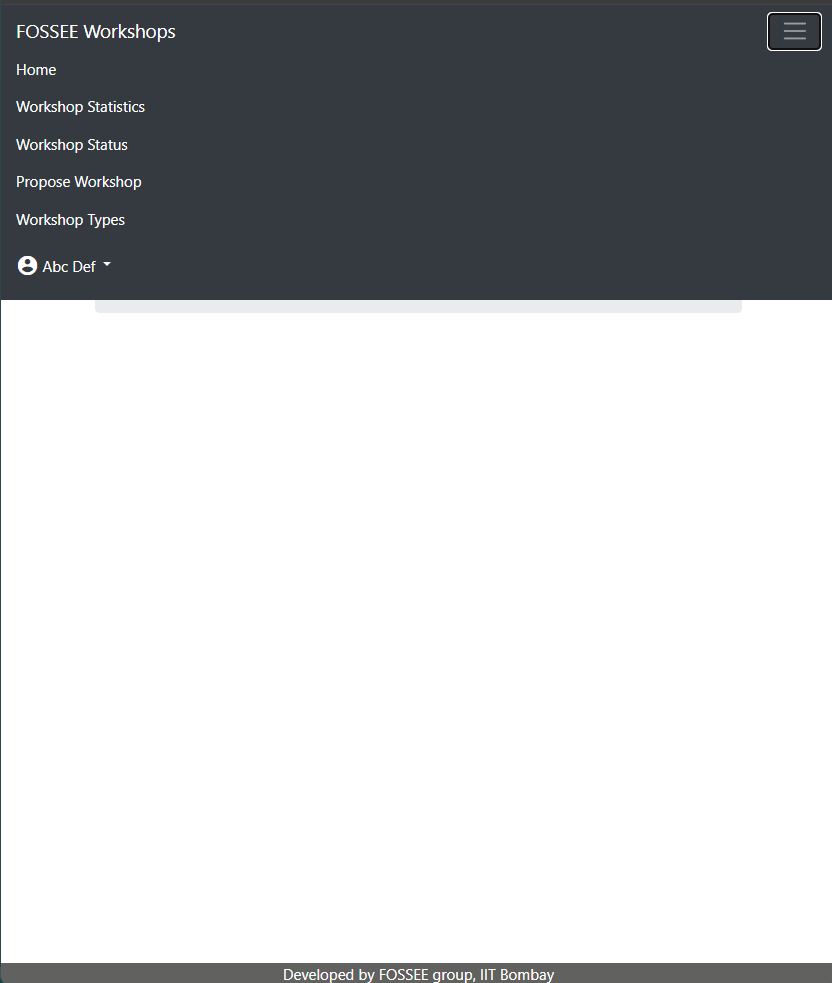 FOSSEE Workshops
Home
Workshop Statistics
Workshop Status
Propose Workshop
Workshop Types
Abc Def
Developed by FOSSEE group, IIT Bombay